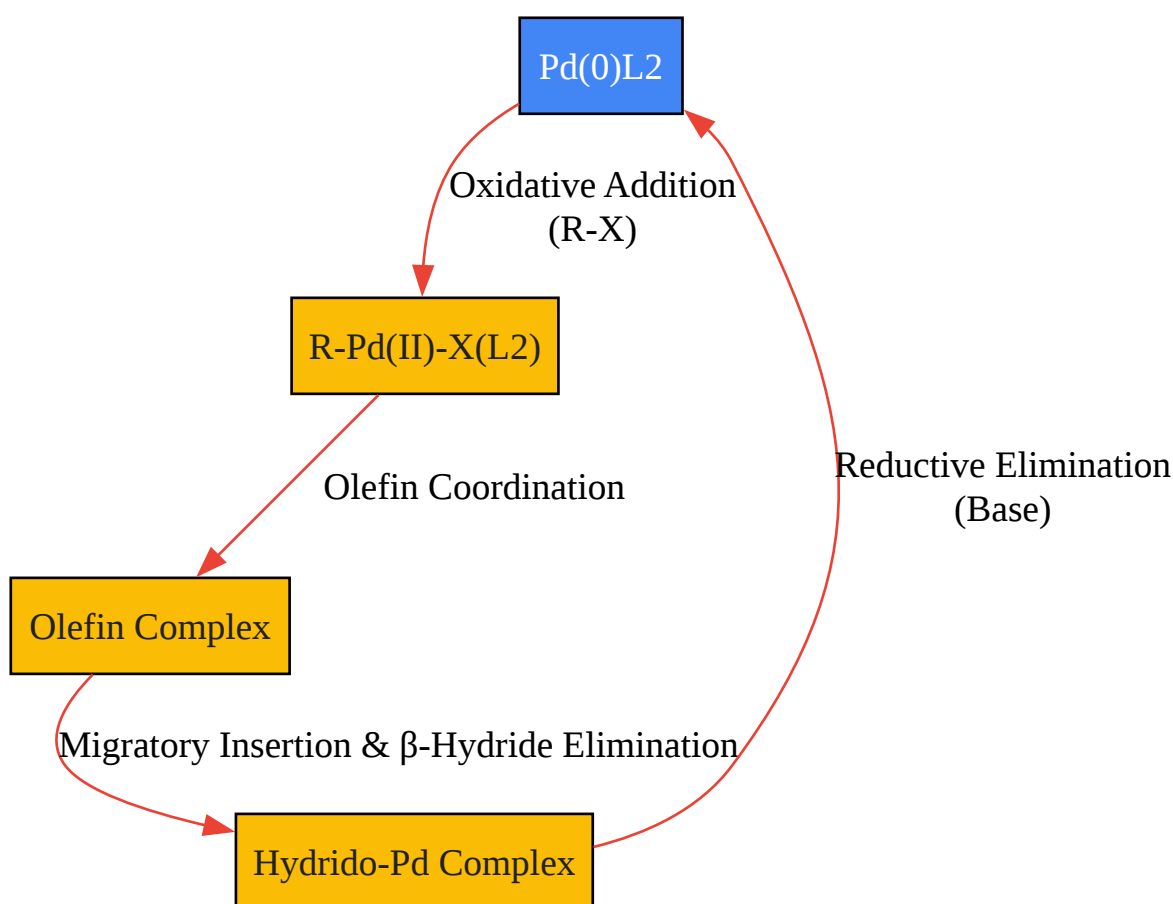 Pd(0)L2
Oxidative Addition
(R-X)
R-Pd(II)-X(L2)
Reductive Elimination
(Base)
Olefin Coordination
Olefin Complex
Migratory Insertion & β-Hydride Elimination
Hydrido-Pd Complex